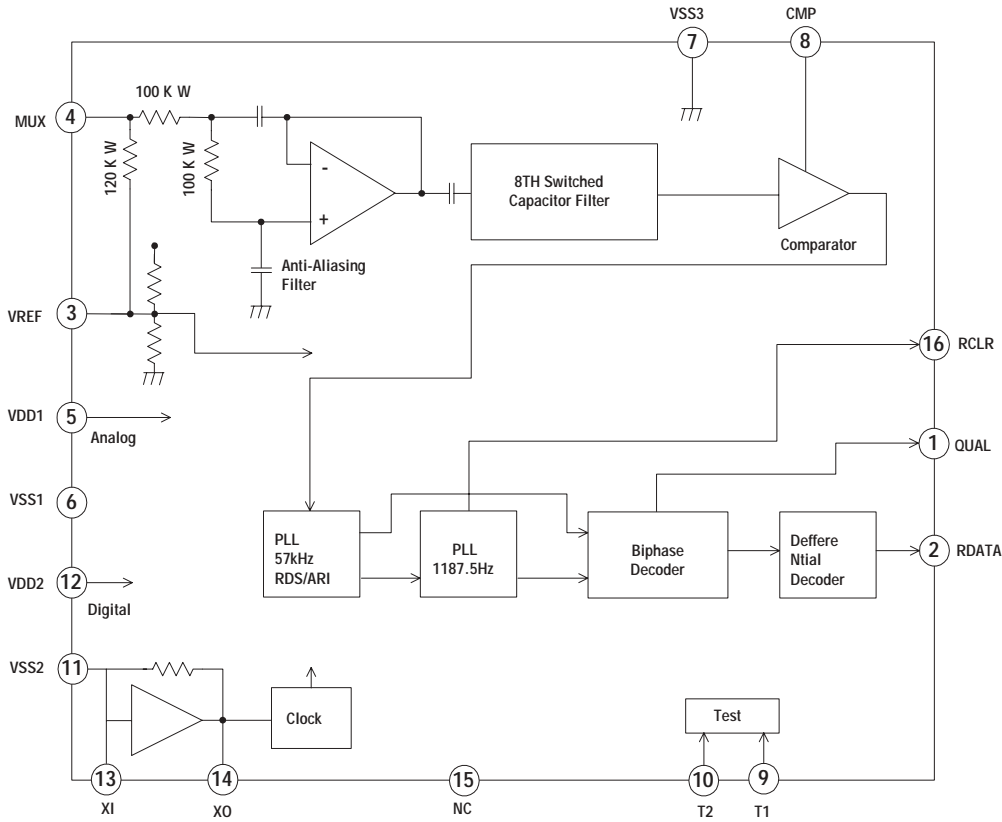 VSS3
CMP
7
8
100 K W
4
MUX
120 K W
100 K W
-
+
8TH Switched
Capacitor Filter
Comparator
Anti-Aliasing
Filter
3
VREF
16
RCLR
5
VDD1
Analog
1
QUAL
6
VSS1
PLL
57kHz
RDS/ARI
PLL
1187.5Hz
Biphase
Decoder
Deffere
Ntial
Decoder
2
RDATA
12
VDD2
Digital
11
VSS2
Clock
Test
13
14
15
10
9
XI
XO
NC
T2
T1